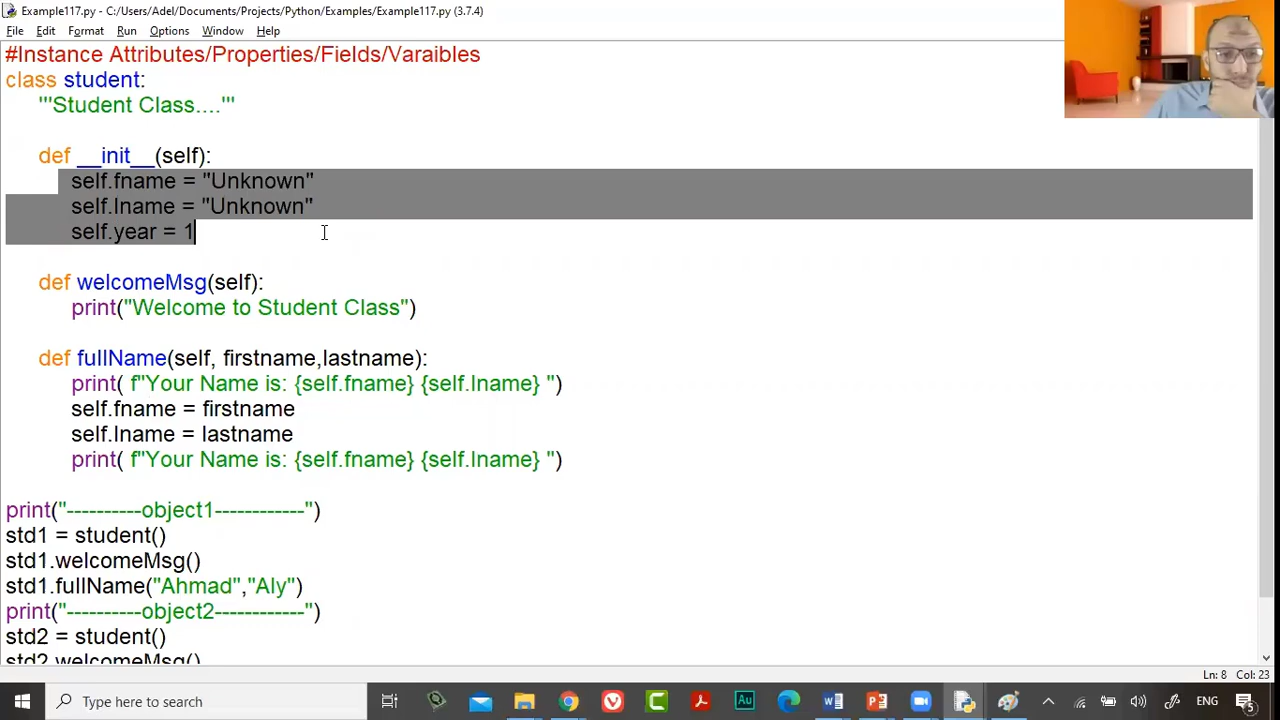 Example117.py - C:/Users/Adel/Documents/Projects/Python/Examples/Example117.py (3.7.4)
File Edit Format Run Options Window Help
#Instance Attributes/Properties/Fields/Varaibles
class student:
'''Student Class....'''
def __init__(self):
self.fname = "Unknown"
self.lname = "Unknown"
self.year = 1
def welcomeMsg(self):
print("Welcome to Student Class")
def fullName(self, firstname,lastname):
print( f"Your Name is: {self.fname} {self.lname} ")
self.fname = firstname
self.lname = lastname
print( f"Your Name is: {self.fname} {self.lname} ")
print("----------object1------------")
std1 = student()
std1.welcomeMsg()
std1.fullName("Ahmad","Aly")
print("----------object2------------")
std2 = student()
std2.welcomeMsg()
Ln: 8 Col: 23
Type here to search
ENG
5